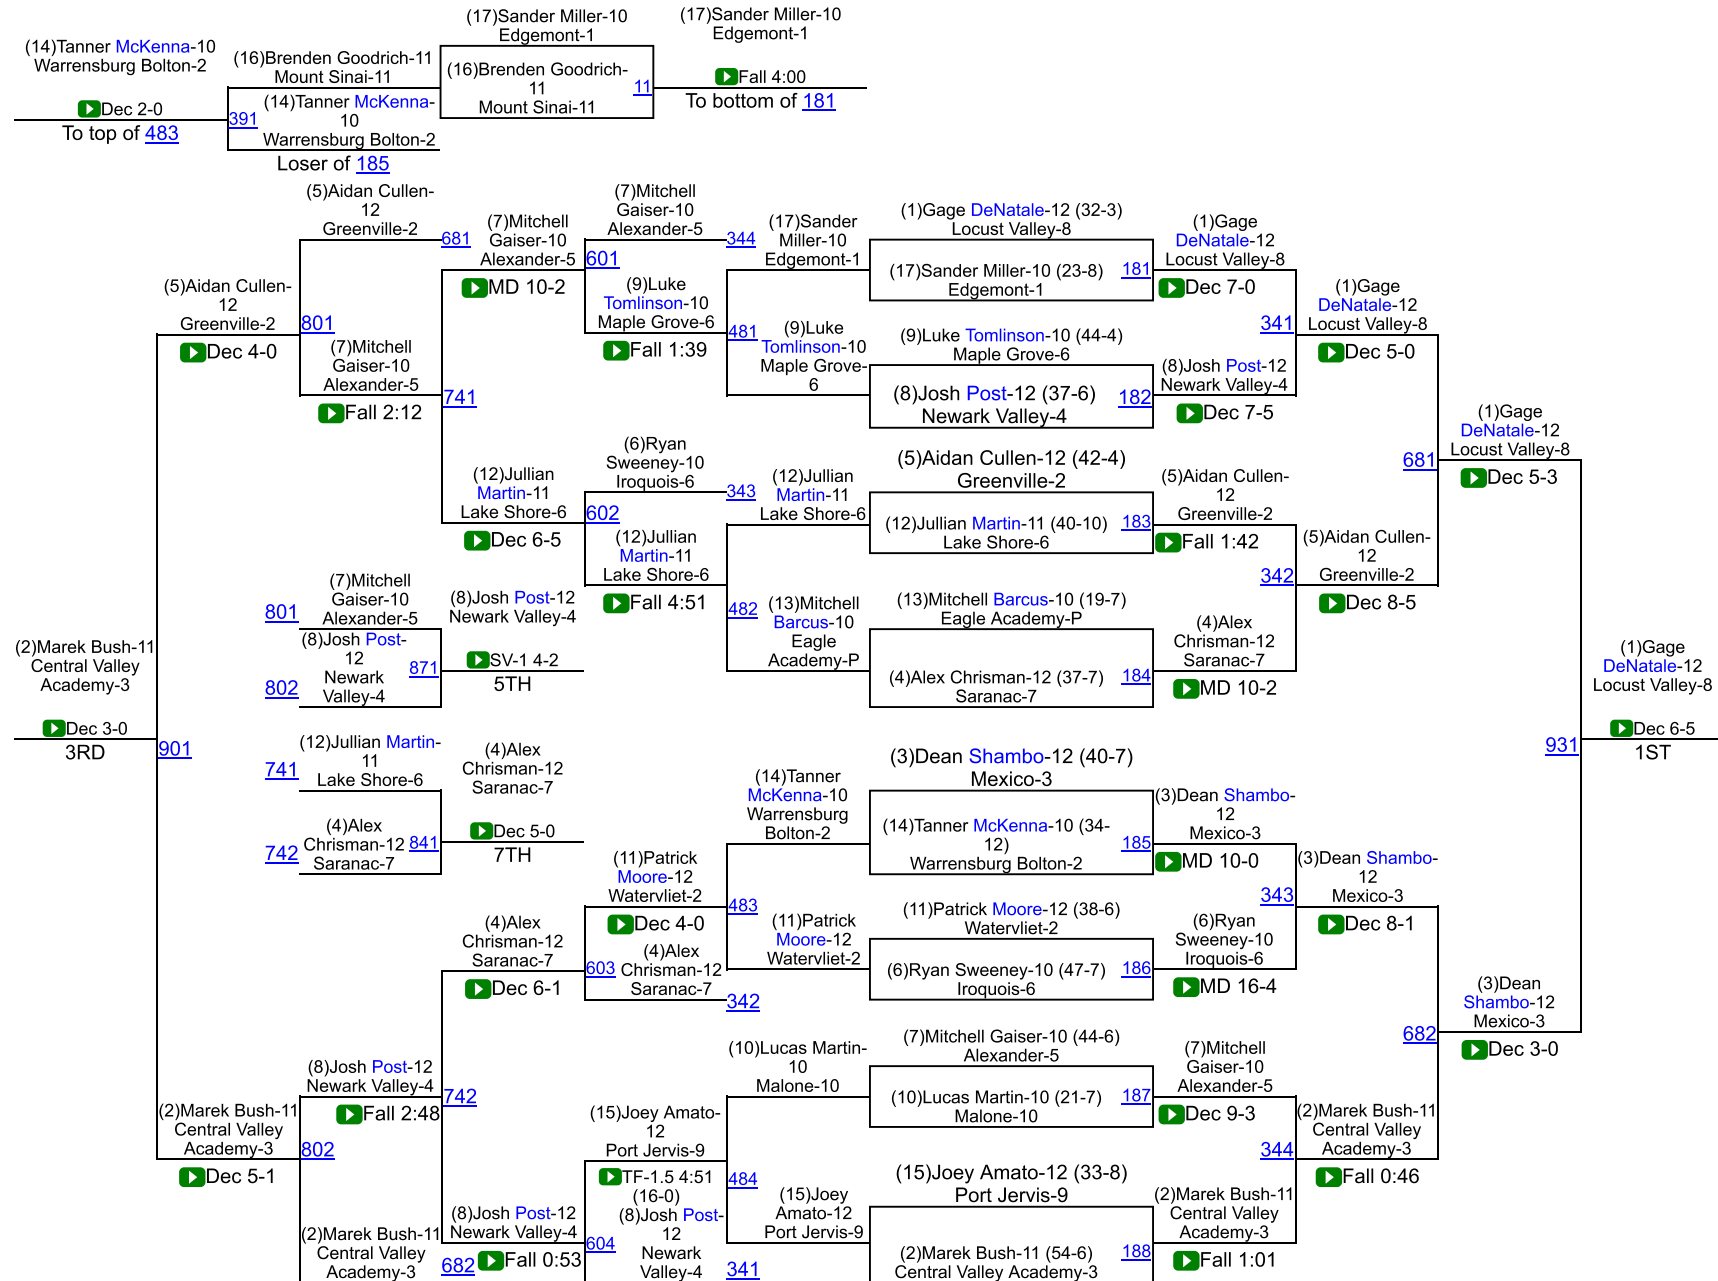 (17)Sander Miller-10
Edgemont-1
(17)Sander Miller-10
Edgemont-1
(14)Tanner McKenna-10
Warrensburg Bolton-2
(16)Brenden Goodrich-11
Mount Sinai-11
(16)Brenden Goodrich-
11
Mount Sinai-11
11
Fall 4:00
To bottom of 181
Dec 2-0
To top of 483
391
(14)Tanner McKenna-
10
Warrensburg Bolton-2
Loser of 185
(5)Aidan Cullen-
12
Greenville-2
681
(7)Mitchell
Gaiser-10
Alexander-5
MD 10-2
(7)Mitchell
Gaiser-10
Alexander-5
344
601
(9)Luke
Tomlinson-10
Maple Grove-6
Fall 1:39
(17)Sander
Miller-10
Edgemont-1
481
(9)Luke
Tomlinson-10
Maple Grove-
6
(1)Gage DeNatale-12 (32-3)
Locust Valley-8
(17)Sander Miller-10 (23-8)
Edgemont-1
181
(9)Luke Tomlinson-10 (44-4)
Maple Grove-6
(8)Josh Post-12 (37-6)
Newark Valley-4
182
(1)Gage
DeNatale-12
Locust Valley-8
Dec 7-0
341
(8)Josh Post-12
Newark Valley-4
Dec 7-5
(1)Gage
DeNatale-12
Locust Valley-8
Dec 5-0
(5)Aidan Cullen-
12
Greenville-2
Dec 4-0
801
(7)Mitchell
Gaiser-10
Alexander-5
Fall 2:12
741
(12)Jullian
Martin-11
Lake Shore-6
Dec 6-5
(6)Ryan
Sweeney-10
Iroquois-6
343
602
(12)Jullian
Martin-11
Lake Shore-6
Fall 4:51
(12)Jullian
Martin-11
Lake Shore-6
482
(13)Mitchell
Barcus-10
Eagle
Academy-P
(5)Aidan Cullen-12 (42-4)
Greenville-2
(12)Jullian Martin-11 (40-10)
Lake Shore-6
183
(13)Mitchell Barcus-10 (19-7)
Eagle Academy-P
(4)Alex Chrisman-12 (37-7)
Saranac-7
184
(5)Aidan Cullen-
12
Greenville-2
Fall 1:42
342
(4)Alex
Chrisman-12
Saranac-7
MD 10-2
(5)Aidan Cullen-
12
Greenville-2
Dec 8-5
681
(1)Gage
DeNatale-12
Locust Valley-8
Dec 5-3
801
(7)Mitchell
Gaiser-10
Alexander-5
802
(8)Josh Post-
12
Newark
Valley-4
871
(8)Josh Post-12
Newark Valley-4
SV-1 4-2
5TH
(2)Marek Bush-11
Central Valley
Academy-3
Dec 3-0
3RD
901
741
(12)Jullian Martin-
11
Lake Shore-6
742
(4)Alex
Chrisman-12
Saranac-7
841
(4)Alex
Chrisman-12
Saranac-7
Dec 5-0
7TH
(1)Gage
DeNatale-12
Locust Valley-8
931
Dec 6-5
1ST
(14)Tanner
McKenna-10
Warrensburg
Bolton-2
(3)Dean Shambo-12 (40-7)
Mexico-3
(14)Tanner McKenna-10 (34-
12)
Warrensburg Bolton-2
185
(3)Dean Shambo-
12
Mexico-3
MD 10-0
(11)Patrick
Moore-12
Watervliet-2
Dec 4-0
483
(11)Patrick
Moore-12
Watervliet-2
(11)Patrick Moore-12 (38-6)
Watervliet-2
(6)Ryan Sweeney-10 (47-7)
Iroquois-6
186
343
(6)Ryan
Sweeney-10
Iroquois-6
MD 16-4
(3)Dean Shambo-
12
Mexico-3
Dec 8-1
(4)Alex
Chrisman-12
Saranac-7
Dec 6-1
603
(4)Alex
Chrisman-12
Saranac-7
342
682
(3)Dean
Shambo-12
Mexico-3
Dec 3-0
(8)Josh Post-12
Newark Valley-4
Fall 2:48
742
(10)Lucas Martin-
10
Malone-10
(7)Mitchell Gaiser-10 (44-6)
Alexander-5
(10)Lucas Martin-10 (21-7)
Malone-10
187
(7)Mitchell
Gaiser-10
Alexander-5
Dec 9-3
(2)Marek Bush-11
Central Valley
Academy-3
Dec 5-1
802
(15)Joey Amato-
12
Port Jervis-9
TF-1.5 4:51
(16-0)
484
(15)Joey
Amato-12
Port Jervis-9
(15)Joey Amato-12 (33-8)
Port Jervis-9
(2)Marek Bush-11 (54-6)
Central Valley Academy-3
188
344
(2)Marek Bush-11
Central Valley
Academy-3
Fall 0:46
(2)Marek Bush-11
Central Valley
Academy-3
Fall 1:01
(2)Marek Bush-11
Central Valley
Academy-3
682
(8)Josh Post-12
Newark Valley-4
Fall 0:53
604
(8)Josh Post-
12
Newark
Valley-4
341